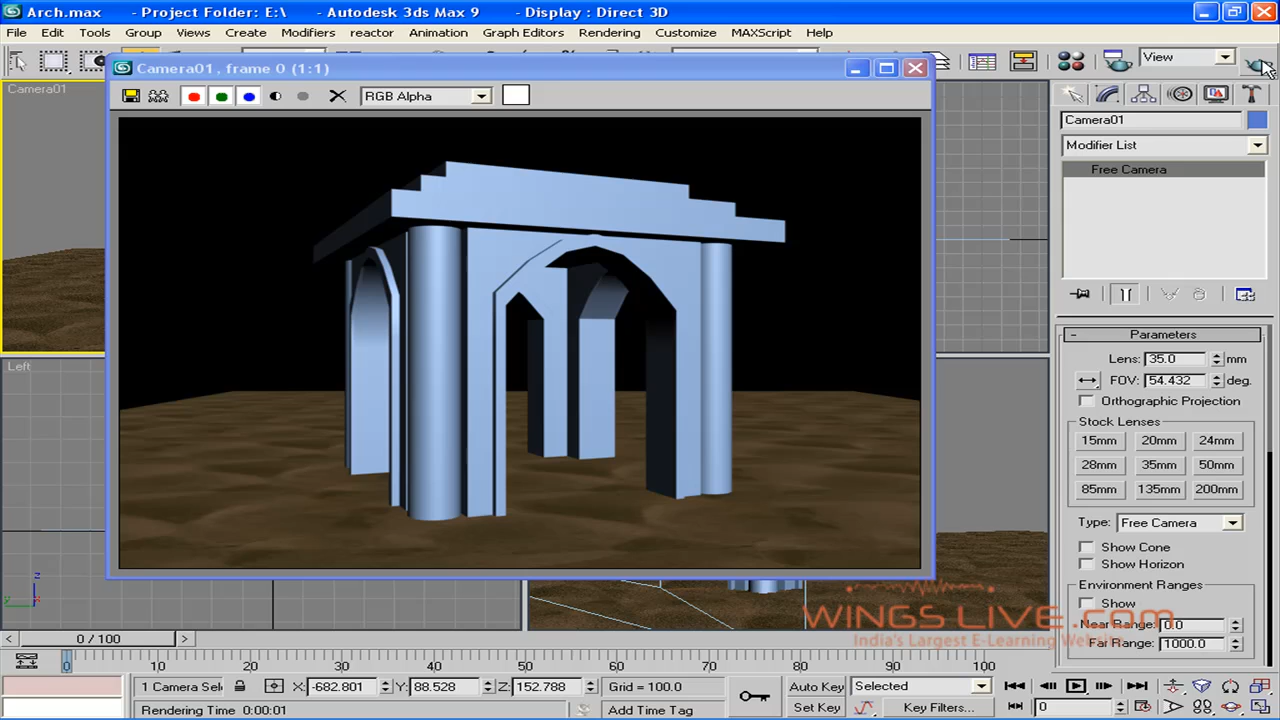 Arch.max - Project Folder: E:\ - Autodesk 3ds Max 9 - Display : Direct 3D
File Edit Tools Group Views Create Modifiers reactor Animation Graph Editors Rendering Customize MAXScript Help
View
Camera01 , frame 0 (1:1)
RGB Alpha
Camera01
Left
Camera01
Modifier List
Free Camera
Parameters
Lens: 35.0 mm
FOV: 54.432 deg.
Orthographic Projection
Stock Lenses
15mm 20mm 24mm
28mm 35mm 50mm
85mm 135mm 200mm
Type: Free Camera
Show Cone
Show Horizon
Environment Ranges
Show
Near Range: 0.0
Far Range: 1000.0
z
y
x
WINGS LIVE.com
India's Largest E-Learning Website
< 0 / 100 >
0 10 20 30 40 50 60 70 80 90 100
1 Camera Sel X: -682.801 Y: 88.528 Z: 152.788 Grid = 100.0 Auto Key Selected
Rendering Time 0:00:01 Add Time Tag Set Key Key Filters... 0